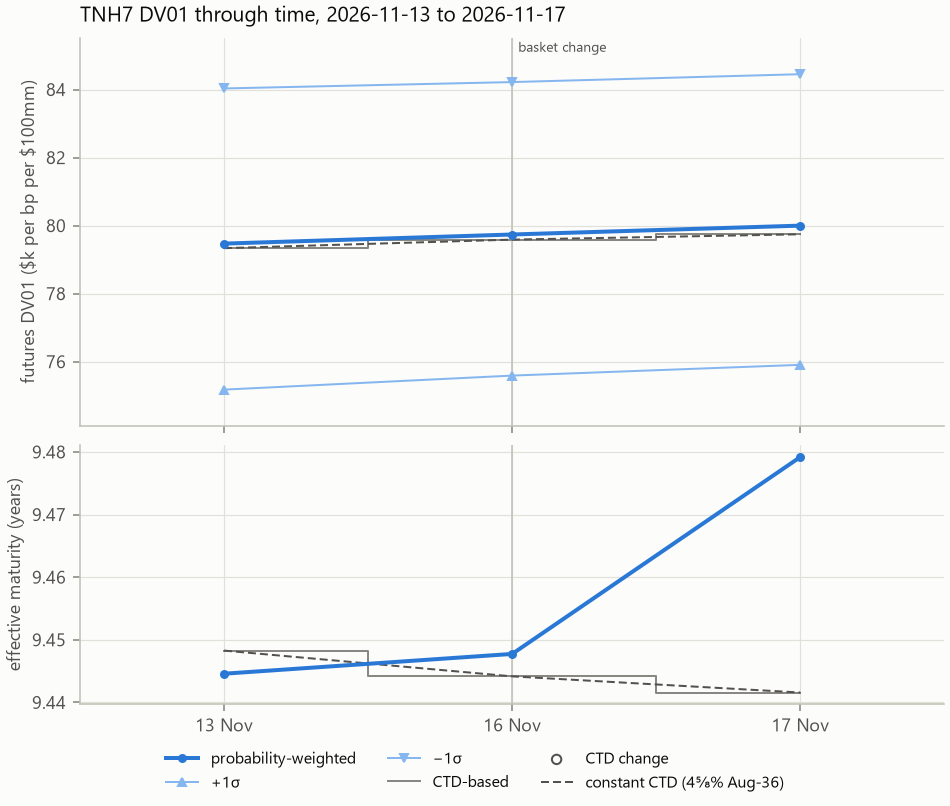 TNH7 DV01 through time, 2026-11-13 to 2026-11-17
basket change
futures DV01 ($k per bp per $100mm)
84
82
80
78
76
effective maturity (years)
9.48
9.47
9.46
9.45
9.44
13 Nov
16 Nov
17 Nov
probability-weighted
−1σ
CTD change
+1σ
CTD-based
constant CTD (4⅝% Aug-36)